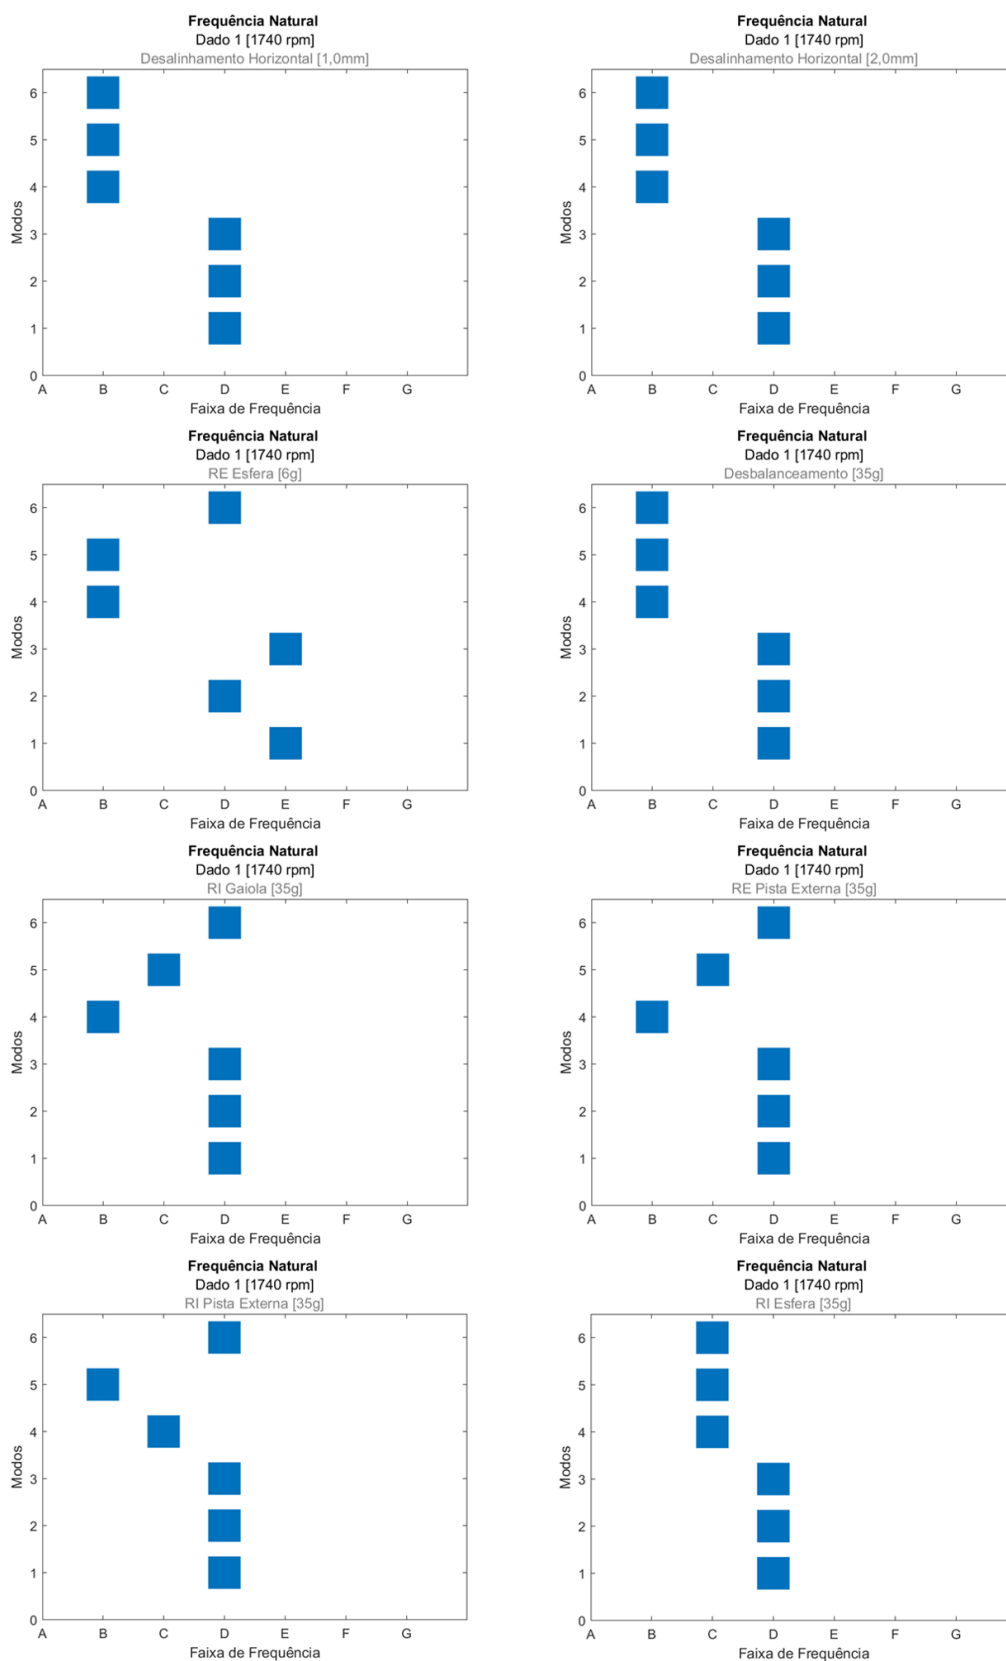 Frequência Natural
Dado 1 [1740 rpm]
Desalinhamento Horizontal [1,0mm]
6
5
4
3
2
1
0
Modos
A B C D E F G
Faixa de Frequência
Frequência Natural
Dado 1 [1740 rpm]
Desalinhamento Horizontal [2,0mm]
6
5
4
3
2
1
0
Modos
A B C D E F G
Faixa de Frequência
Frequência Natural
Dado 1 [1740 rpm]
RE Esfera [6g]
6
5
4
3
2
1
0
Modos
A B C D E F G
Faixa de Frequência
Frequência Natural
Dado 1 [1740 rpm]
Desbalanceamento [35g]
6
5
4
3
2
1
0
Modos
A B C D E F G
Faixa de Frequência
Frequência Natural
Dado 1 [1740 rpm]
RI Gaiola [35g]
6
5
4
3
2
1
0
Modos
A B C D E F G
Faixa de Frequência
Frequência Natural
Dado 1 [1740 rpm]
RE Pista Externa [35g]
6
5
4
3
2
1
0
Modos
A B C D E F G
Faixa de Frequência
Frequência Natural
Dado 1 [1740 rpm]
RI Pista Externa [35g]
6
5
4
3
2
1
0
Modos
A B C D E F G
Faixa de Frequência
Frequência Natural
Dado 1 [1740 rpm]
RI Esfera [35g]
6
5
4
3
2
1
0
Modos
A B C D E F G
Faixa de Frequência